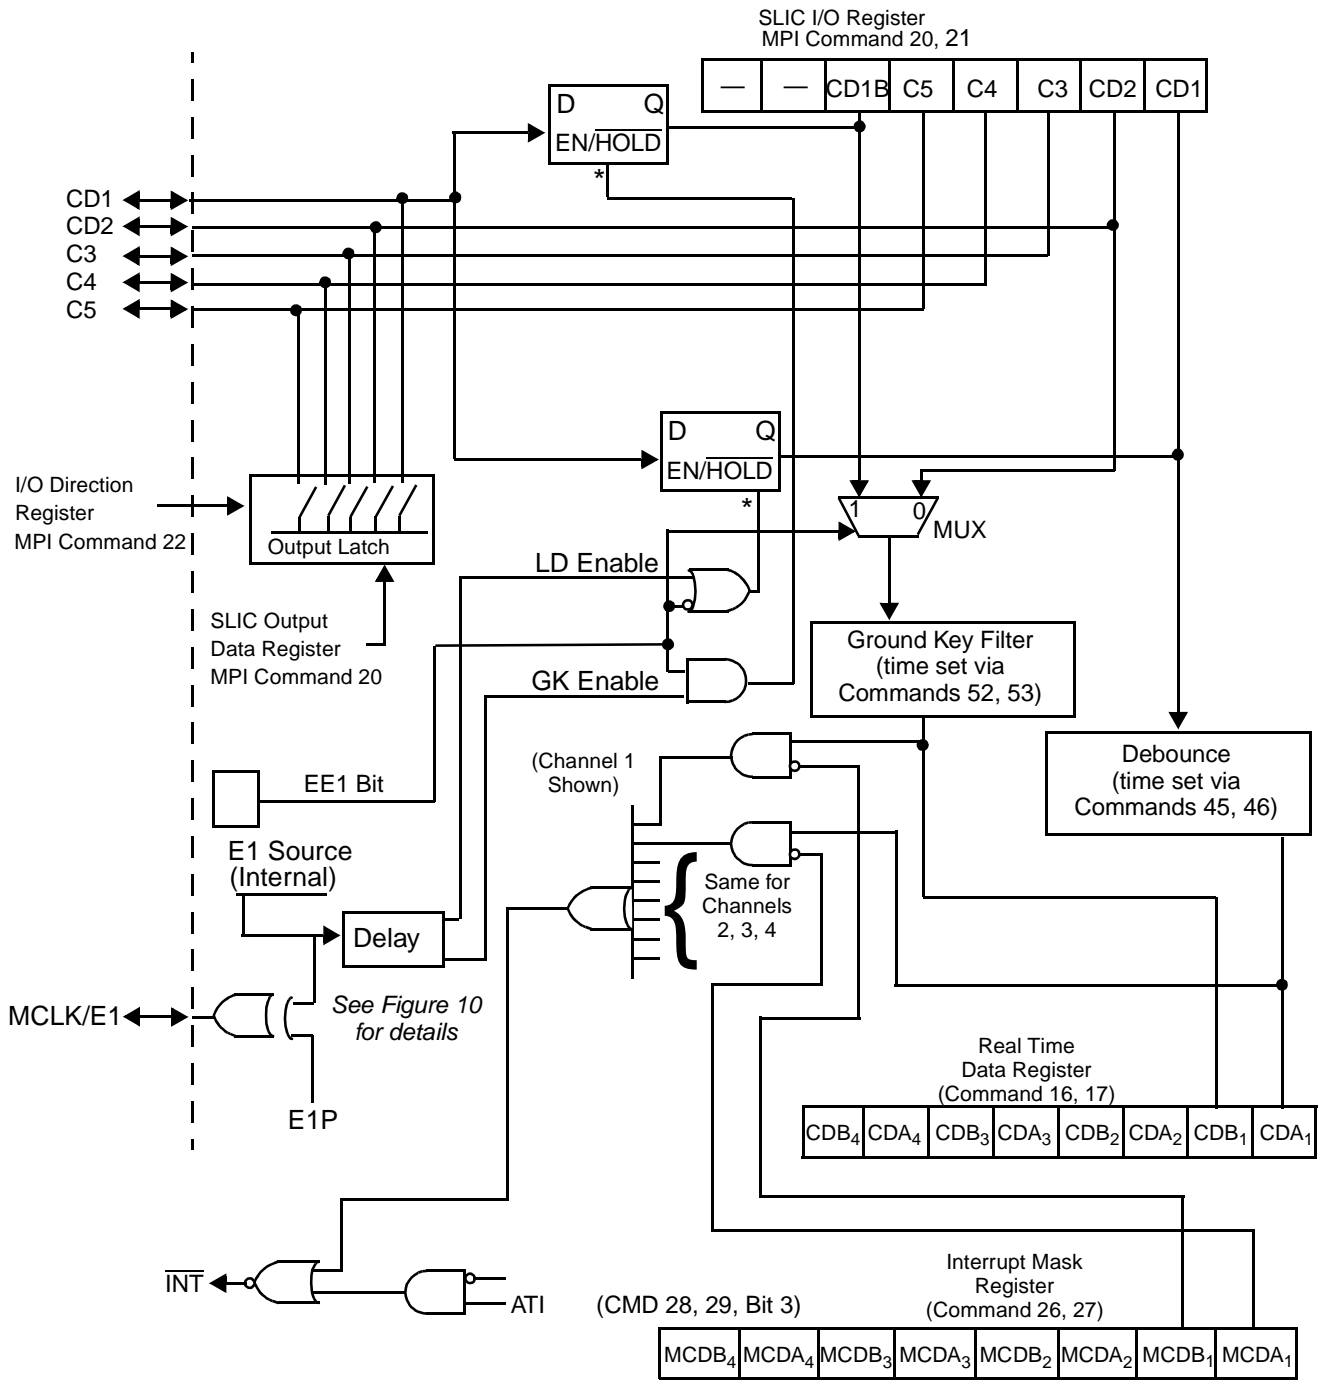 SLIC I/O Register
MPI Command 20, 21
— — CD1B C5 C4 C3 CD2 CD1
D Q
EN/HOLD
*
CD1
CD2
C3
C4
C5
D Q
EN/HOLD
*
I/O Direction
Register
MPI Command 22
Output Latch
1 0
MUX
LD Enable
SLIC Output
Data Register
MPI Command 20
GK Enable
Ground Key Filter
(time set via
Commands 52, 53)
(Channel 1
Shown)
Debounce
(time set via
Commands 45, 46)
EE1 Bit
E1 Source
(Internal)
Delay
{
Same for
Channels
2, 3, 4
See Figure 10
for details
MCLK/E1
E1P
Real Time
Data Register
(Command 16, 17)
CDB4 CDA4 CDB3 CDA3 CDB2 CDA2 CDB1 CDA1
INT
ATI
(CMD 28, 29, Bit 3)
Interrupt Mask
Register
(Command 26, 27)
MCDB4 MCDA4 MCDB3 MCDA3 MCDB2 MCDA2 MCDB1 MCDA1